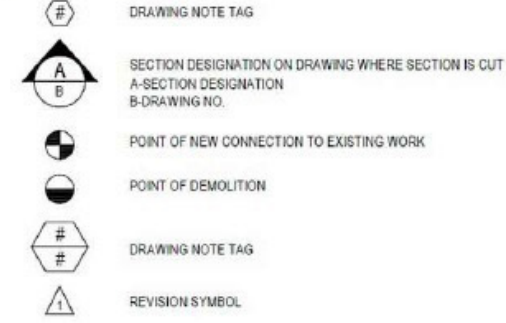 # DRAWING NOTE TAG
A SECTION DESIGNATION ON DRAWING WHERE SECTION IS CUT
A-SECTION DESIGNATION
B B-DRAWING NO.
POINT OF NEW CONNECTION TO EXISTING WORK
POINT OF DEMOLITION
#
# DRAWING NOTE TAG
1 REVISION SYMBOL